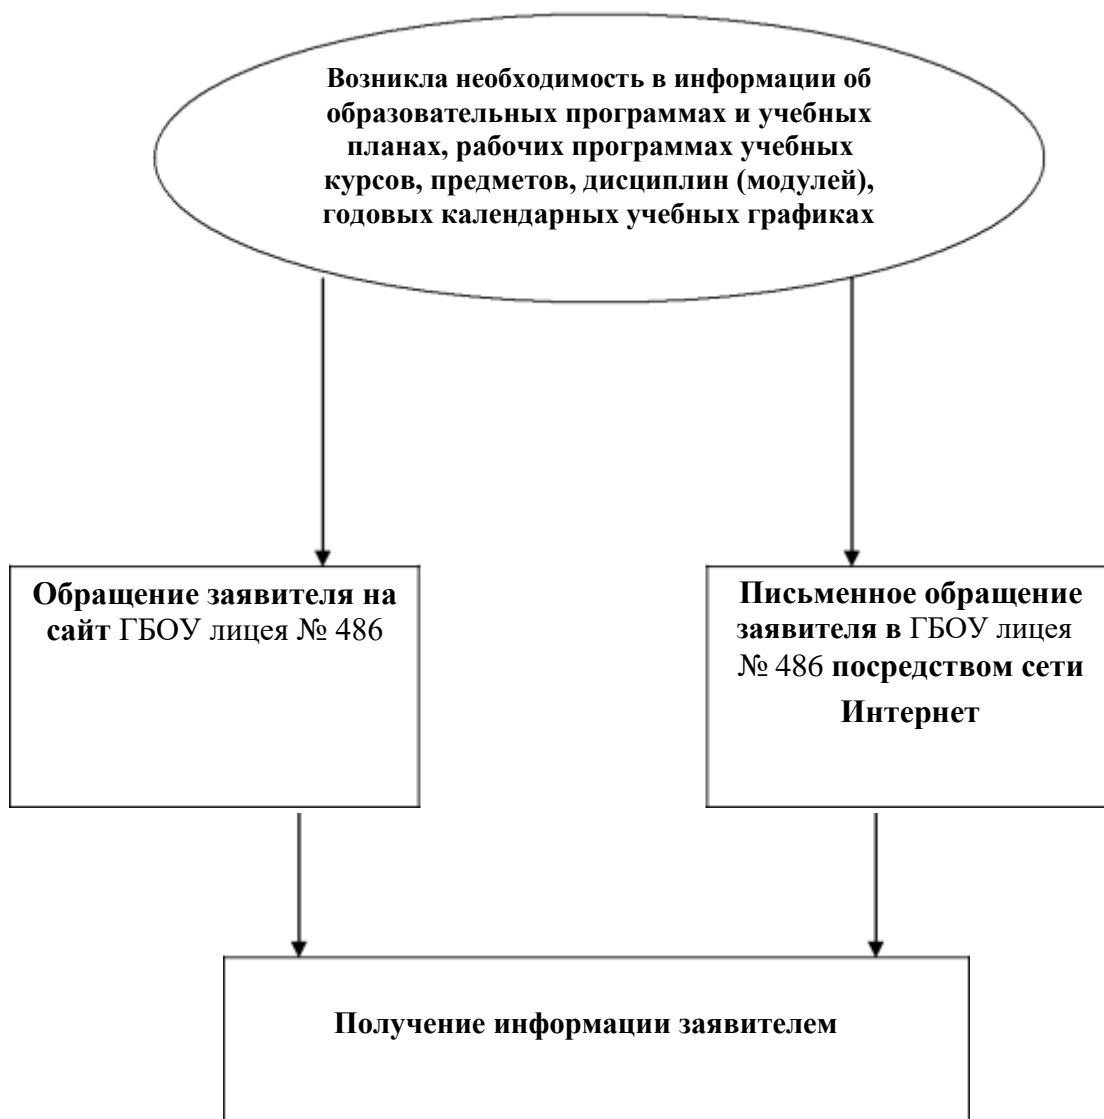 Возникла необходимость в информации об
образовательных программах и учебных
планах, рабочих программах учебных
курсов, предметов, дисциплин (модулей),
годовых календарных учебных графиках
Обращение заявителя на
сайт ГБОУ лицея № 486
Письменное обращение
заявителя в ГБОУ лицея
№ 486 посредством сети
Интернет
Получение информации заявителем